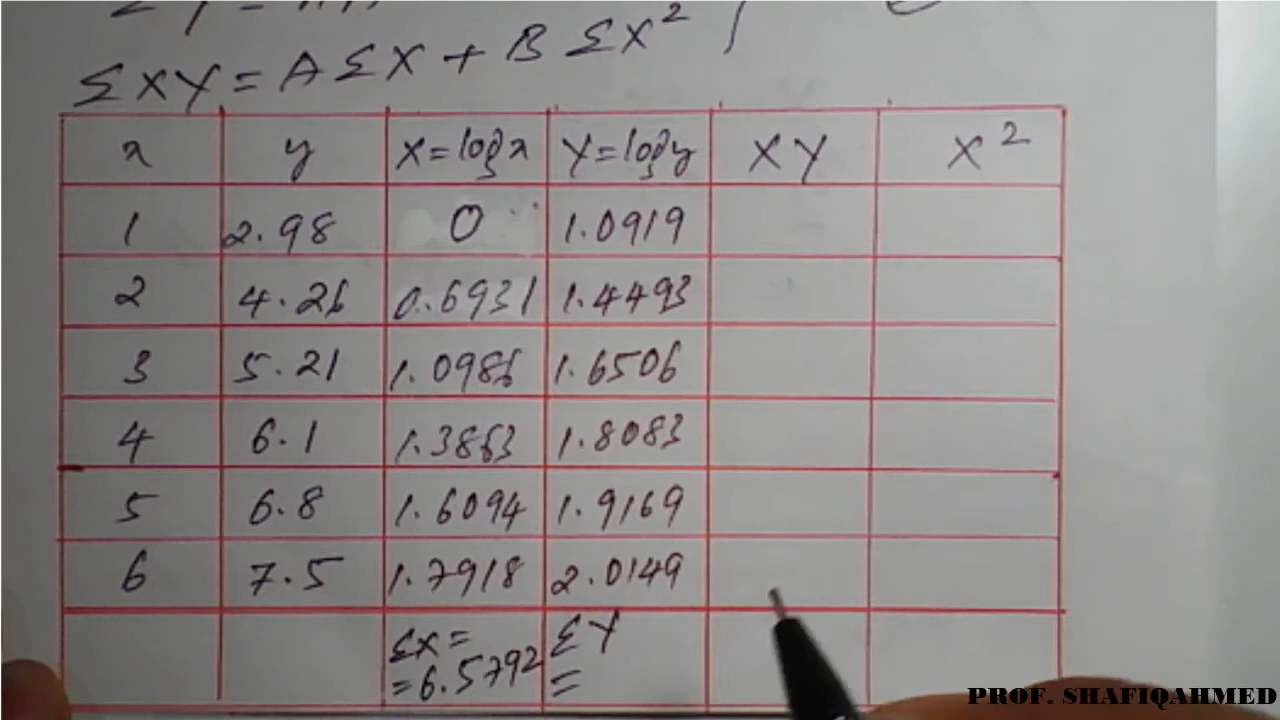 ΣXY = AΣX + BΣX²
x y X=logx Y=logy XY X²
1 2.98 0 1.0919
2 4.26 0.6931 1.4493
3 5.21 1.0986 1.6506
4 6.1 1.3863 1.8083
5 6.8 1.6094 1.9169
6 7.5 1.7918 2.0149
Σx= ΣY
=6.5792 =
PROF. SHAFIQAHMED